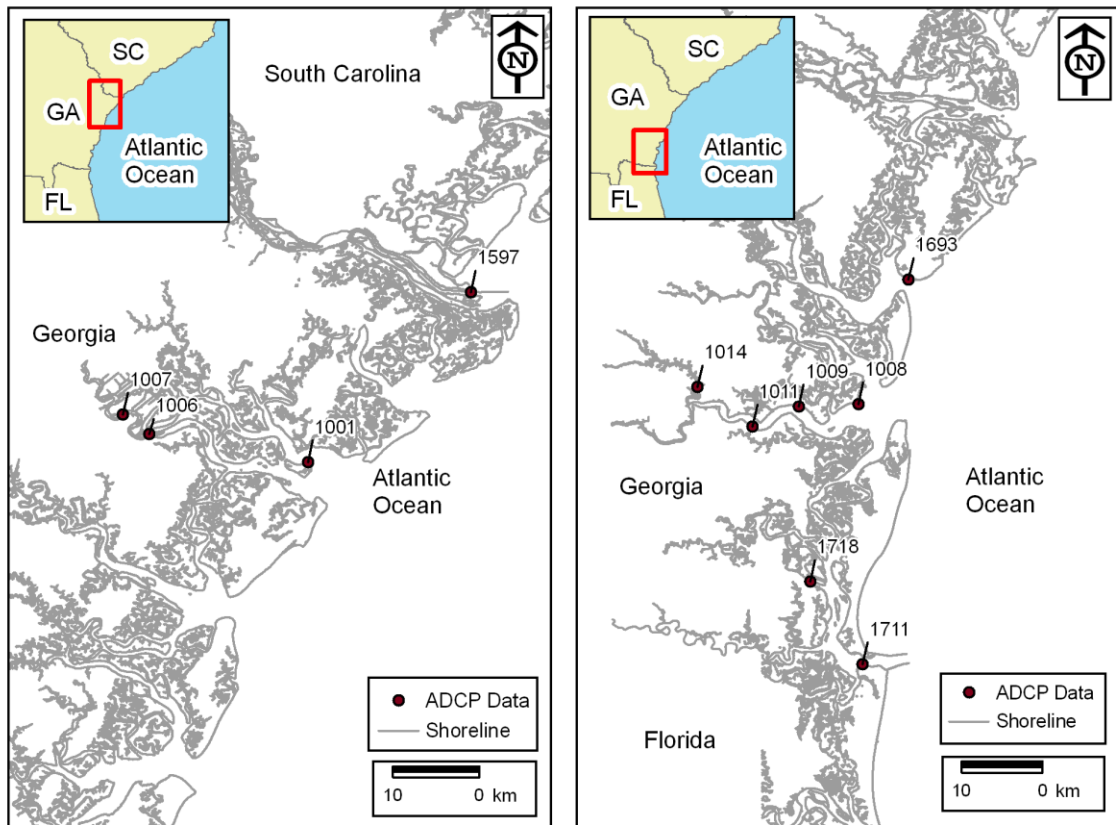 SC
GA
Atlantic
Ocean
FL
South Carolina
N
1597
Georgia
1007
1006
1001
Atlantic
Ocean
ADCP Data
Shoreline
10 0 km
SC
GA
Atlantic
Ocean
FL
N
1693
1014
1009
1008
1011
Georgia
Atlantic
Ocean
1718
1711
Florida
ADCP Data
Shoreline
10 0 km